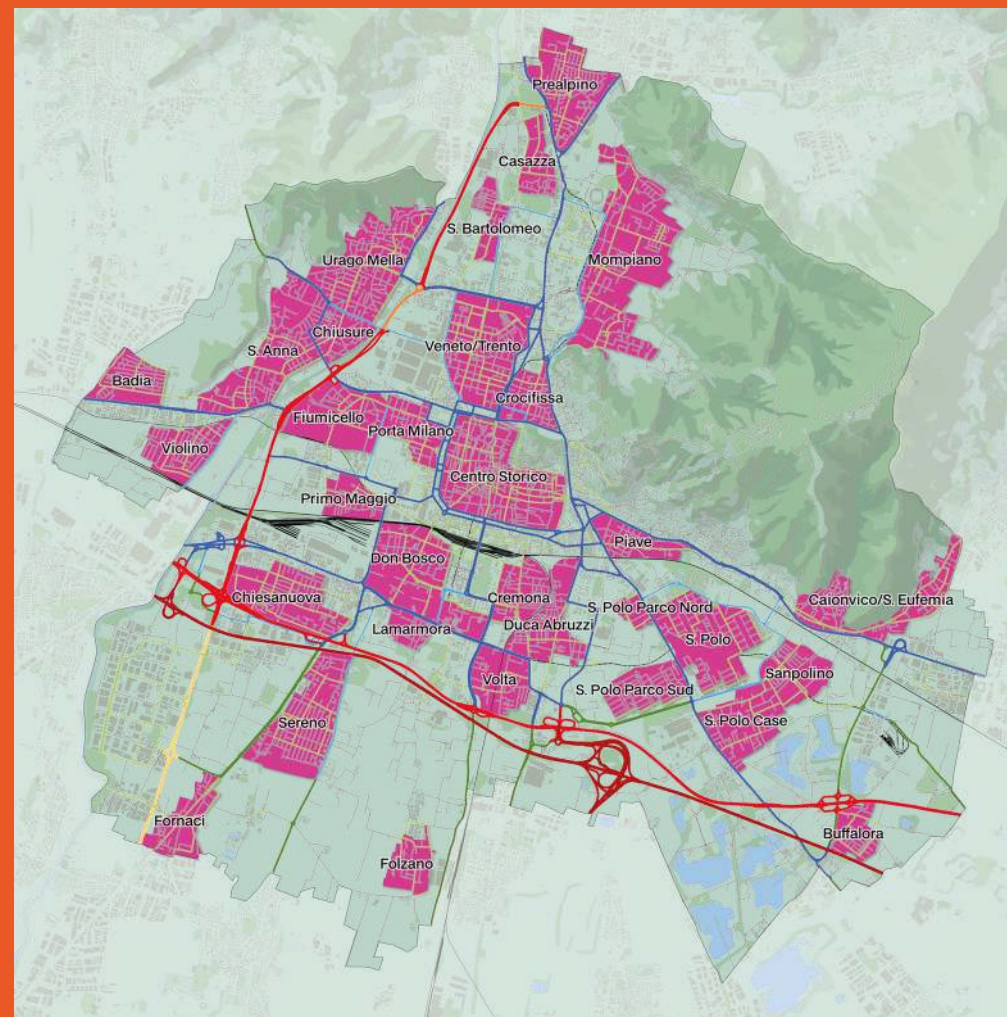 Prealpino
Casazza
S. Bartolomeo
Urago Mella
Mompiano
Chiusure
Veneto/Trento
S. Anna
Badia
Crocifissa
Fiumicello
Porta Milano
Violino
Centro Storico
Primo Maggio
Piave
Don Bosco
Chiesanuova
Cremona
Caionvico/S. Eufemia
S. Polo Parco Nord
Lamarmora
Duca Abruzzi
S. Polo
Sanpolino
Volta
S. Polo Parco Sud
Sereno
S. Polo Case
Fornaci
Buffalora
Folzano